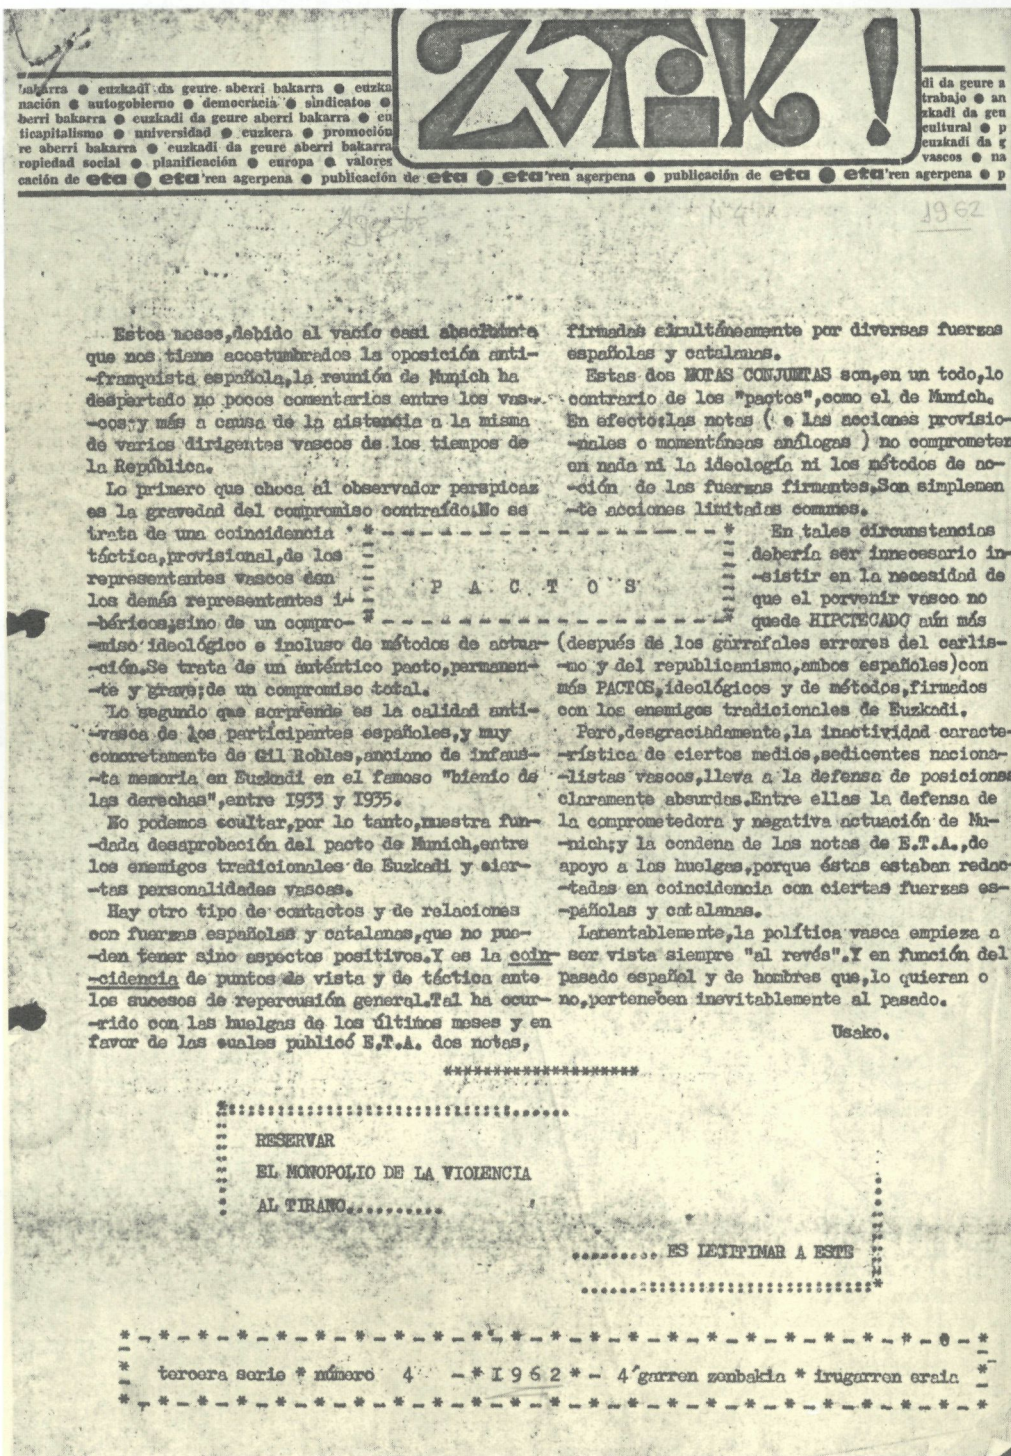 ZUTIK!
bakarra ● euzkadi da geure aberri bakarra ● euzka
nación ● autogobierno ● democracia ● sindicatos ●
berri bakarra ● euzkadi da geure aberri bakarra ● eu
ticapitalismo ● universidad ● euzkera ● promoción
re aberri bakarra ● euzkadi da geure aberri bakarra
ropiedad social ● planificación ● europa ● valores
di da geure a
trabajo ● an
zkadi da geu
cultural ● p
euzkadi da g
vascos ● na
cación de eta ● eta'ren agerpena ● publicación de eta ● eta'ren agerpena ● publicación de eta ● eta'ren agerpena ● p
Agosto Nº4 1962
Estos meses,debido al vacío casi
que nos tiene acostumbrados la oposición anti-
-franquista española,la reunión de Munich ha
despertado no pocos comentarios entre los vas-
-cos;y más a causa de la aistencia a la misma
de varios dirigentes vascos de los tiempos de
la República.
Lo primero que choca al observador perspicaz
es la gravedad del compromiso contraído.No se
trata de una coincidencia
táctica,provisional,de los
representantes vascos con
los demás representantes i-
-béricos;sino de un compro-
-miso ideológico e incluso de métodos de actua-
-ción.Se trata de un auténtico pacto,permanen-
-te y grave;de un compromiso total.
Lo segundo que sorprende es la calidad anti-
-vasca de los participantes españoles,y muy
concretamente de Gil Robles,anciano de infaus-
-ta memoria en Euzkadi en el famoso "bienio de
las derechas",entre I933 y I935.
No podemos ocultar,por lo tanto,nuestra fun-
-dada desaprobación del pacto de Munich,entre
los enemigos tradicionales de Euzkadi y cier-
-tas personalidades vascas.
Hay otro tipo de contactos y de relaciones
con fuerzas españolas y catalanas,que no pue-
-den tener sino aspectos positivos.Y es la coin-
-cidencia de puntos de vista y de táctica ante
los sucesos de repercusión general.Tal ha ocur-
-rido con las huelgas de los últimos meses y en
favor de las cuales publicó E.T.A. dos notas,
P A C T O S
firmadas simultáneamente por diversas fuerzas
españolas y catalanas.
Estas dos NOTAS CONJUNTAS son,en un todo,lo
contrario de los "pactos",como el de Munich.
En efecto:las notas ( o las acciones provisio-
-nales o momentáneas análogas ) no comprometen
en nada ni la ideología ni los métodos de ac-
-ción de las fuerzas firmantes.Son simplemen
-te acciones limitadas comunes.
En tales circunstancias
debería ser innecesario in-
-sistir en la necesidad de
que el porvenir vasco no
quede HIPCTECADO aún más
(después de los garrafales errores del carlis-
-mo y del republicanismo,ambos españoles)con
más PACTOS,ideológicos y de métodos,firmados
con los enemigos tradicionales de Euzkadi.
Pero,desgraciadamente,la inactividad caracte-
-rística de ciertos medios,sedicentes naciona-
-listas vascos,lleva a la defensa de posiciones
claramente absurdas.Entre ellas la defensa de
la comprometedora y negativa actuación de Mu-
-nich;y la condena de las notas de E.T.A.,de
apoyo a las huelgas,porque éstas estaban redac-
-tadas en coincidencia con ciertas fuerzas es-
-pañolas y catalanas.
Lamentablemente,la política vasca empieza a
ser vista siempre "al revés".Y en función del
pasado español y de hombres que,lo quieran o
no,pertenecen inevitablemente al pasado.
Usako.
RESERVAR
EL MONOPOLIO DE LA VIOLENCIA
AL TIRANO..........
......... ES LEGITIMAR A ESTE
tercera serie * número 4 -*I962*- 4´garren zenbakia * irugarren eraia